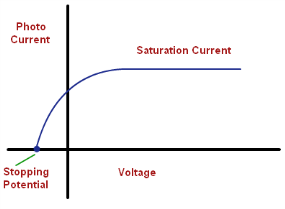 Photo
Current
Saturation Current
Stopping
Potential
Voltage